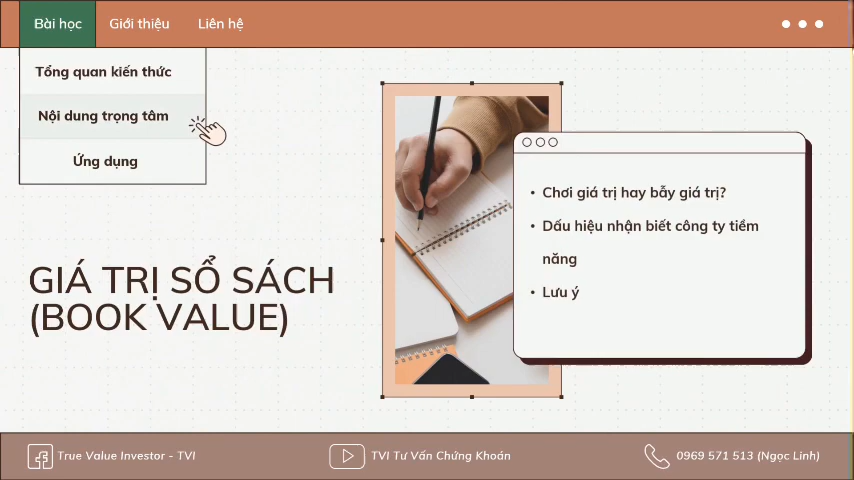 Bài học
Giới thiệu
Liên hệ
Tổng quan kiến thức
Nội dung trọng tâm
Ứng dụng
GIÁ TRỊ SỔ SÁCH
(BOOK VALUE)
• Chơi giá trị hay bẫy giá trị?
• Dấu hiệu nhận biết công ty tiềm
năng
• Lưu ý
True Value Investor - TVI
TVI Tư Vấn Chứng Khoán
0969 571 513 (Ngọc Linh)